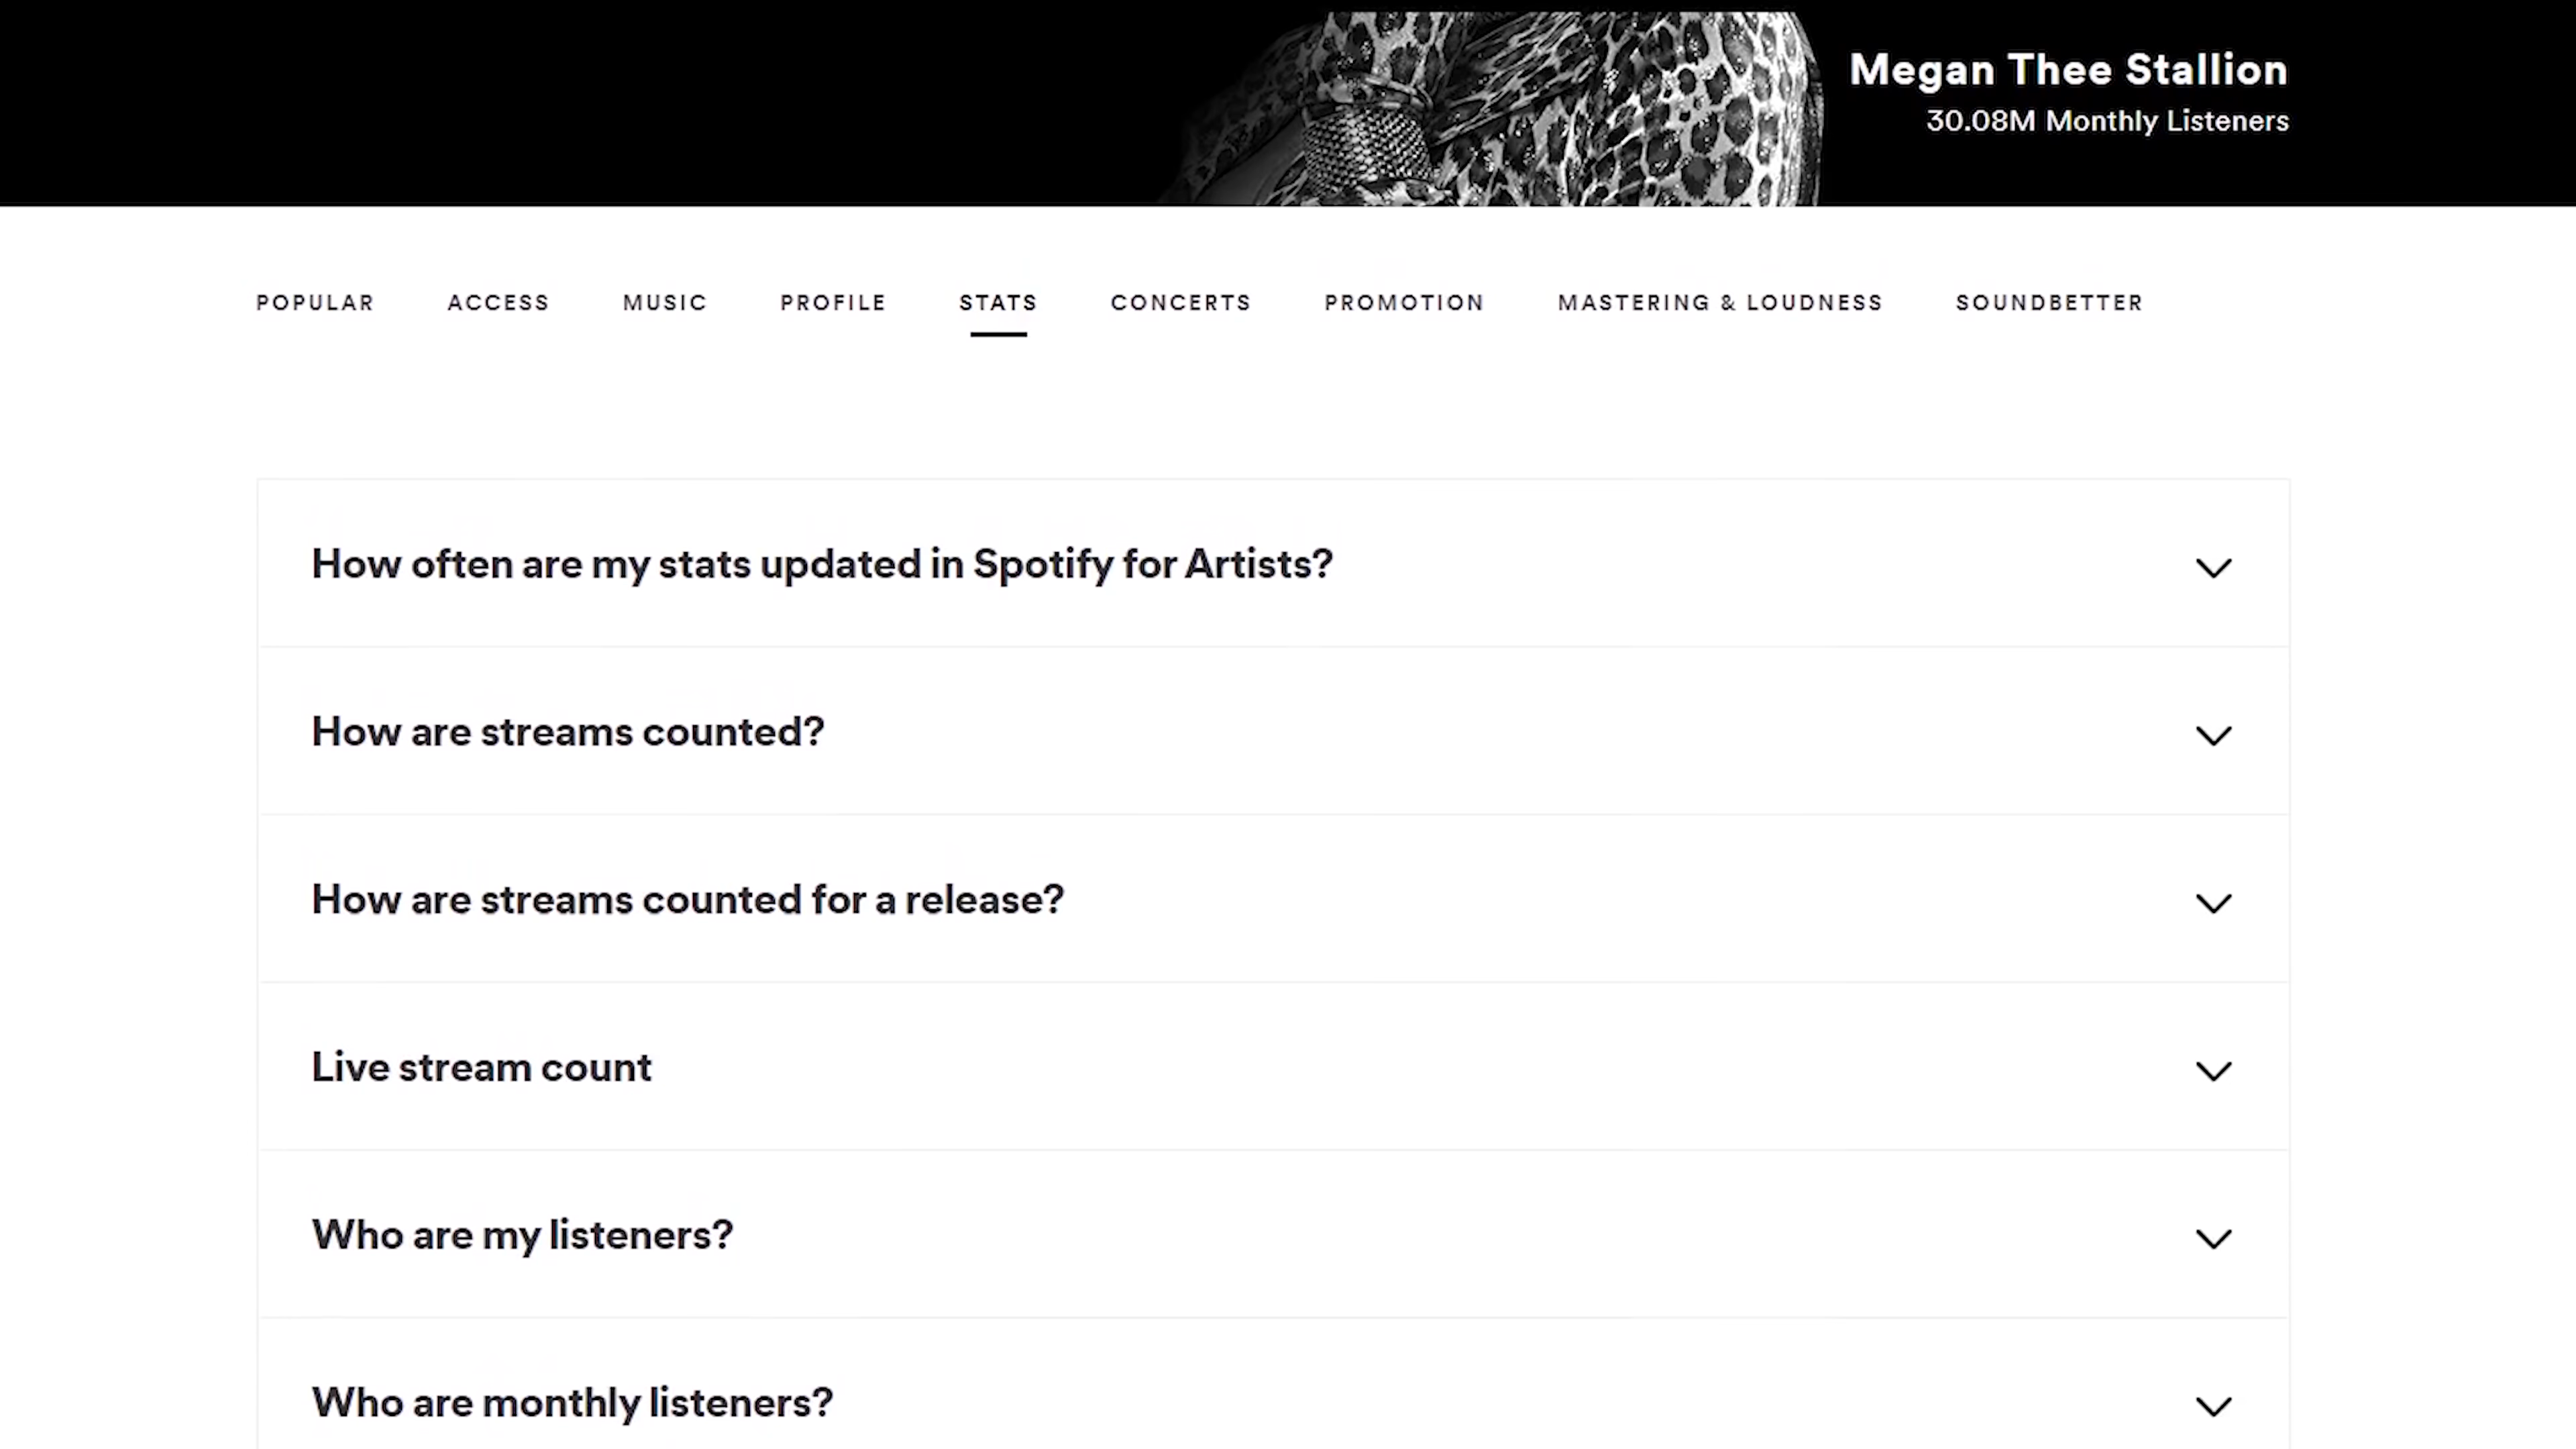 Megan Thee Stallion
30.08M Monthly Listeners
POPULAR ACCESS MUSIC PROFILE STATS CONCERTS PROMOTION MASTERING & LOUDNESS SOUNDBETTER
How often are my stats updated in Spotify for Artists?
How are streams counted?
How are streams counted for a release?
Live stream count
Who are my listeners?
Who are monthly listeners?